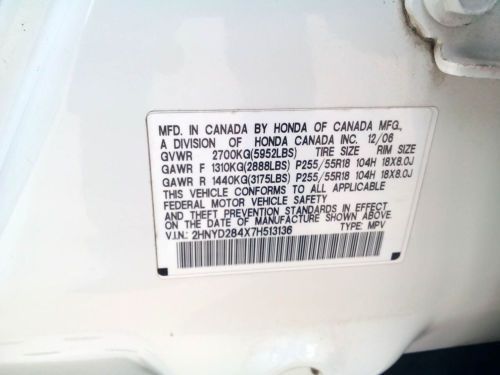 MFD. IN CANADA BY HONDA OF CANADA MFG.,
A DIVISION OF HONDA CANADA INC. 12/06
GVWR 2700KG(5952LBS) TIRE SIZE RIM SIZE
GAWR F 1310KG(2888LBS) P255/55R18 104H 18X8.0J
GAWR R 1440KG(3175LBS) P255/55R18 104H 18X8.0J
THIS VEHICLE CONFORMS TO ALL APPLICABLE
FEDERAL MOTOR VEHICLE SAFETY
AND THEFT PREVENTION STANDARDS IN EFFECT
ON THE DATE OF MANUFACTURE SHOWN ABOVE.
V.I.N.: 2HNYD284X7H513136 TYPE: MPV